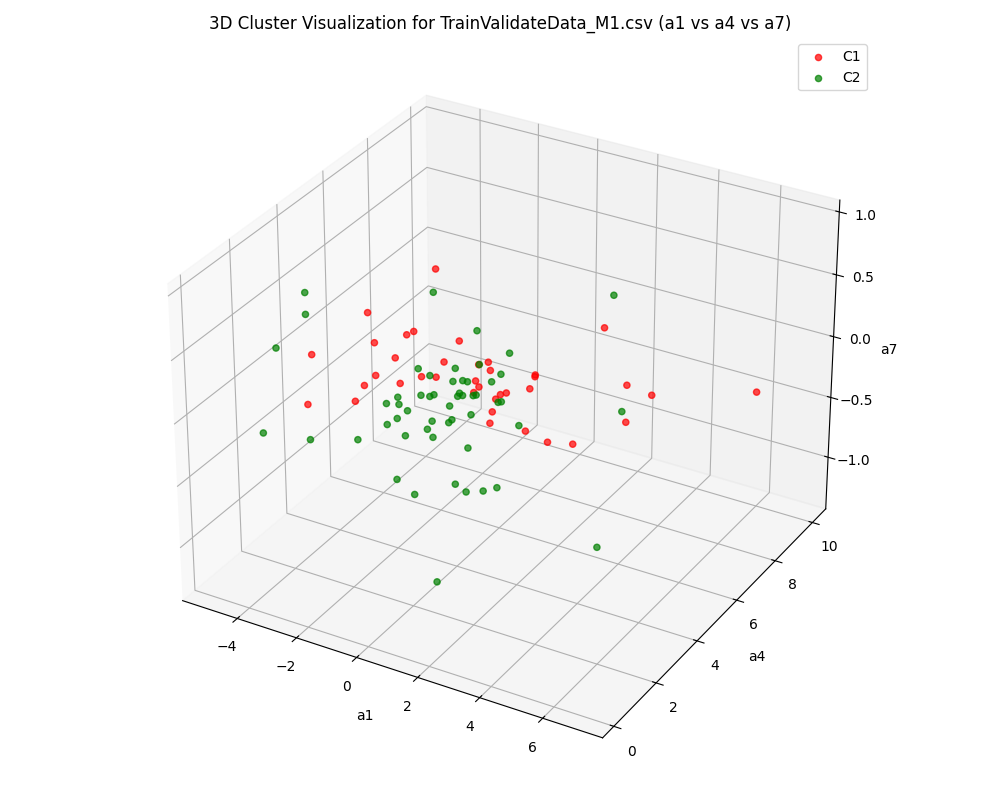 3D Cluster Visualization for TrainValidateData_M1.csv (a1 vs a4 vs a7)
C1
C2
1.0
0.5
0.0
a7
−0.5
−1.0
10
8
6
a4
4
2
0
−4
−2
0
2
4
6
a1